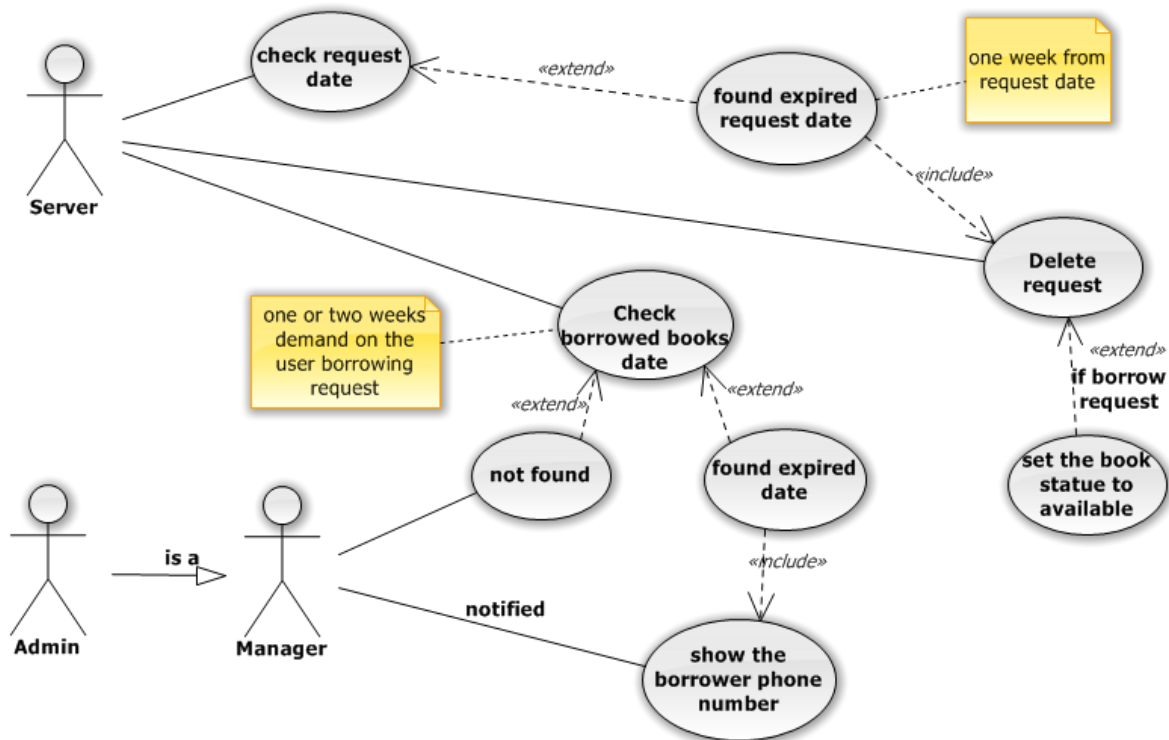 check request
date
«extend»
found expired
request date
one week from
request date
«include»
Server
Delete
request
one or two weeks
demand on the
user borrowing
request
Check
borrowed books
date
«extend»
if borrow
request
«extend»
«extend»
not found
found expired
date
set the book
statue to
available
is a
«include»
notified
Admin
Manager
show the
borrower phone
number